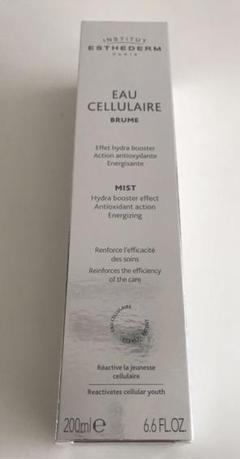 INSTITUT
ESTHEDERM
PARIS
EAU
CELLULAIRE
BRUME
Effet hydra booster
Action antioxydante
Energisante
MIST
Hydra booster effect
Antioxidant action
Energizing
Renforce l'efficacité
des soins
Reinforces the efficiency
of the care
EAU CELLULAIRE
Réactive la jeunesse
cellulaire
Reactivates cellular youth
200ml e
6.6 FL.OZ.